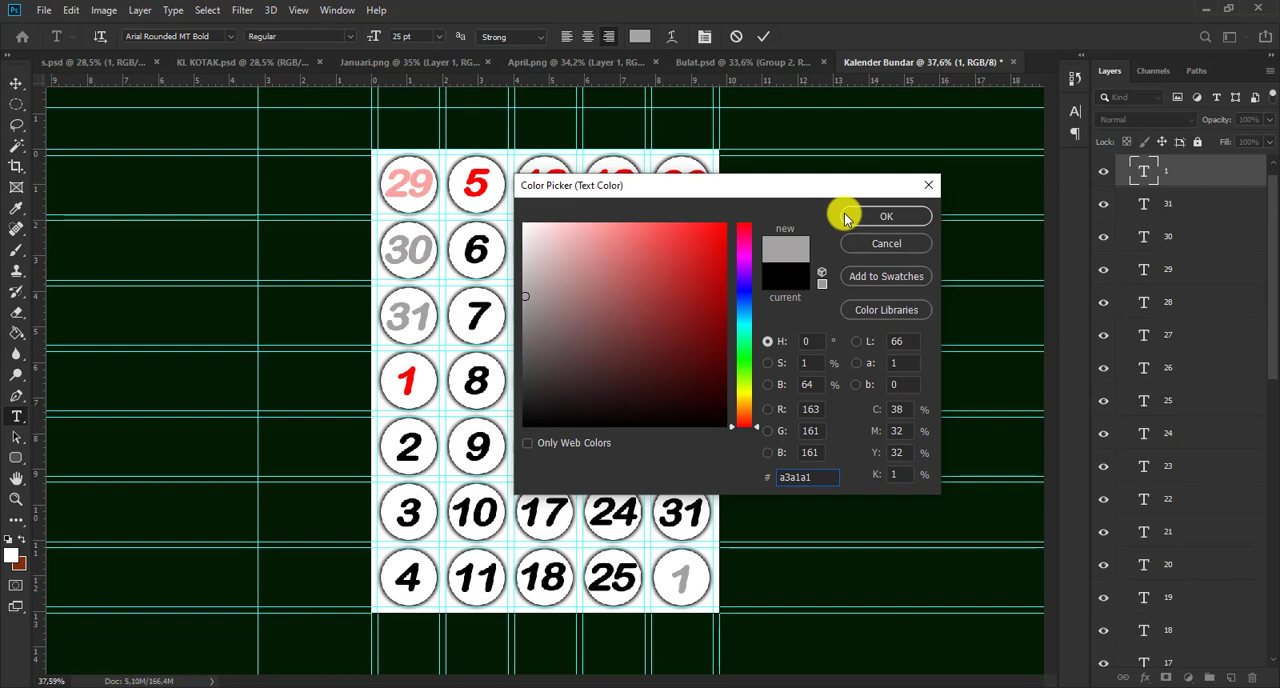 Ps File Edit Image Layer Type Select Filter 3D View Window Help
T Arial Rounded MT Bold Regular 25 pt Strong
s.psd @ 28,5% (1, RGB/... × KL KOTAK.psd @ 28,5% (RGB/... × Januari.png @ 35% (Layer 1, RG... × April.png @ 34,2% (Layer 1, RGB... × Bulat.psd @ 33,6% (Group 2, R... × Kalender Bundar @ 37,6% (1, RGB/8) * ×
29 5
30 6
31 7
1 8
2 9
3 10 17 24 31
4 11 18 25 1
Color Picker (Text Color)
new
current
OK
Cancel
Add to Swatches
Color Libraries
H: 0 ° L: 66
S: 1 % a: 1
B: 64 % b: 0
R: 163 C: 38 %
G: 161 M: 32 %
B: 161 Y: 32 %
# a3a1a1 K: 1 %
Only Web Colors
Layers Channels Paths
Kind
Normal Opacity: 100%
Lock: Fill: 100%
T 1
T 31
T 30
T 29
T 28
T 27
T 26
T 25
T 24
T 23
T 22
T 21
T 20
T 19
T 18
T 17
37,59% Doc: 5,10M/166,4M